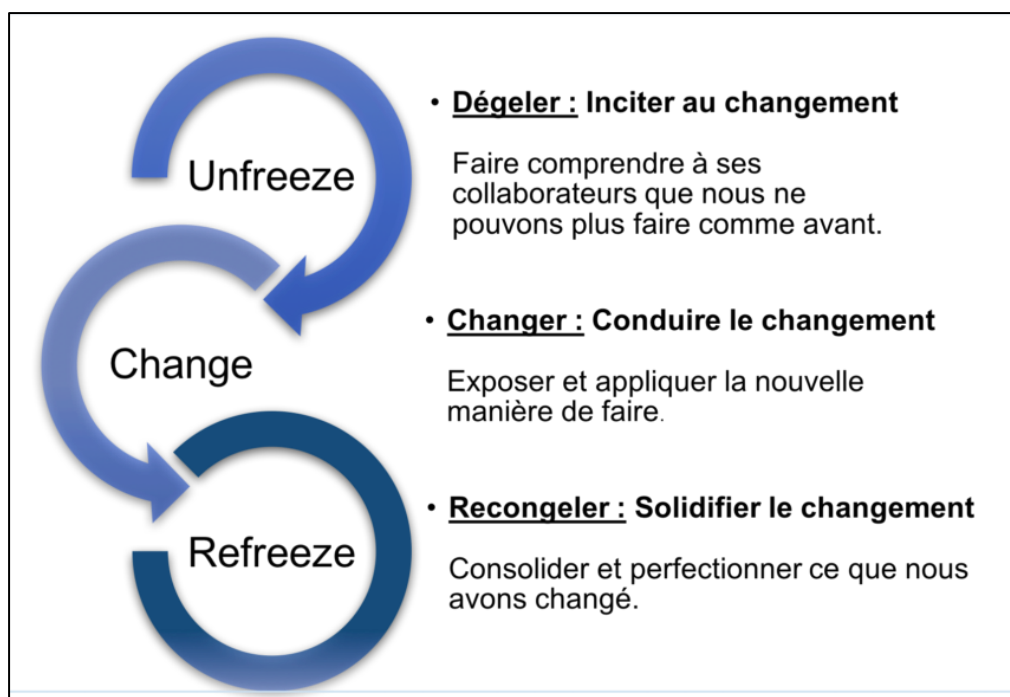 Unfreeze
Change
Refreeze
• Dégeler : Inciter au changement
Faire comprendre à ses
collaborateurs que nous ne
pouvons plus faire comme avant.
• Changer : Conduire le changement
Exposer et appliquer la nouvelle
manière de faire.
• Recongeler : Solidifier le changement
Consolider et perfectionner ce que nous
avons changé.